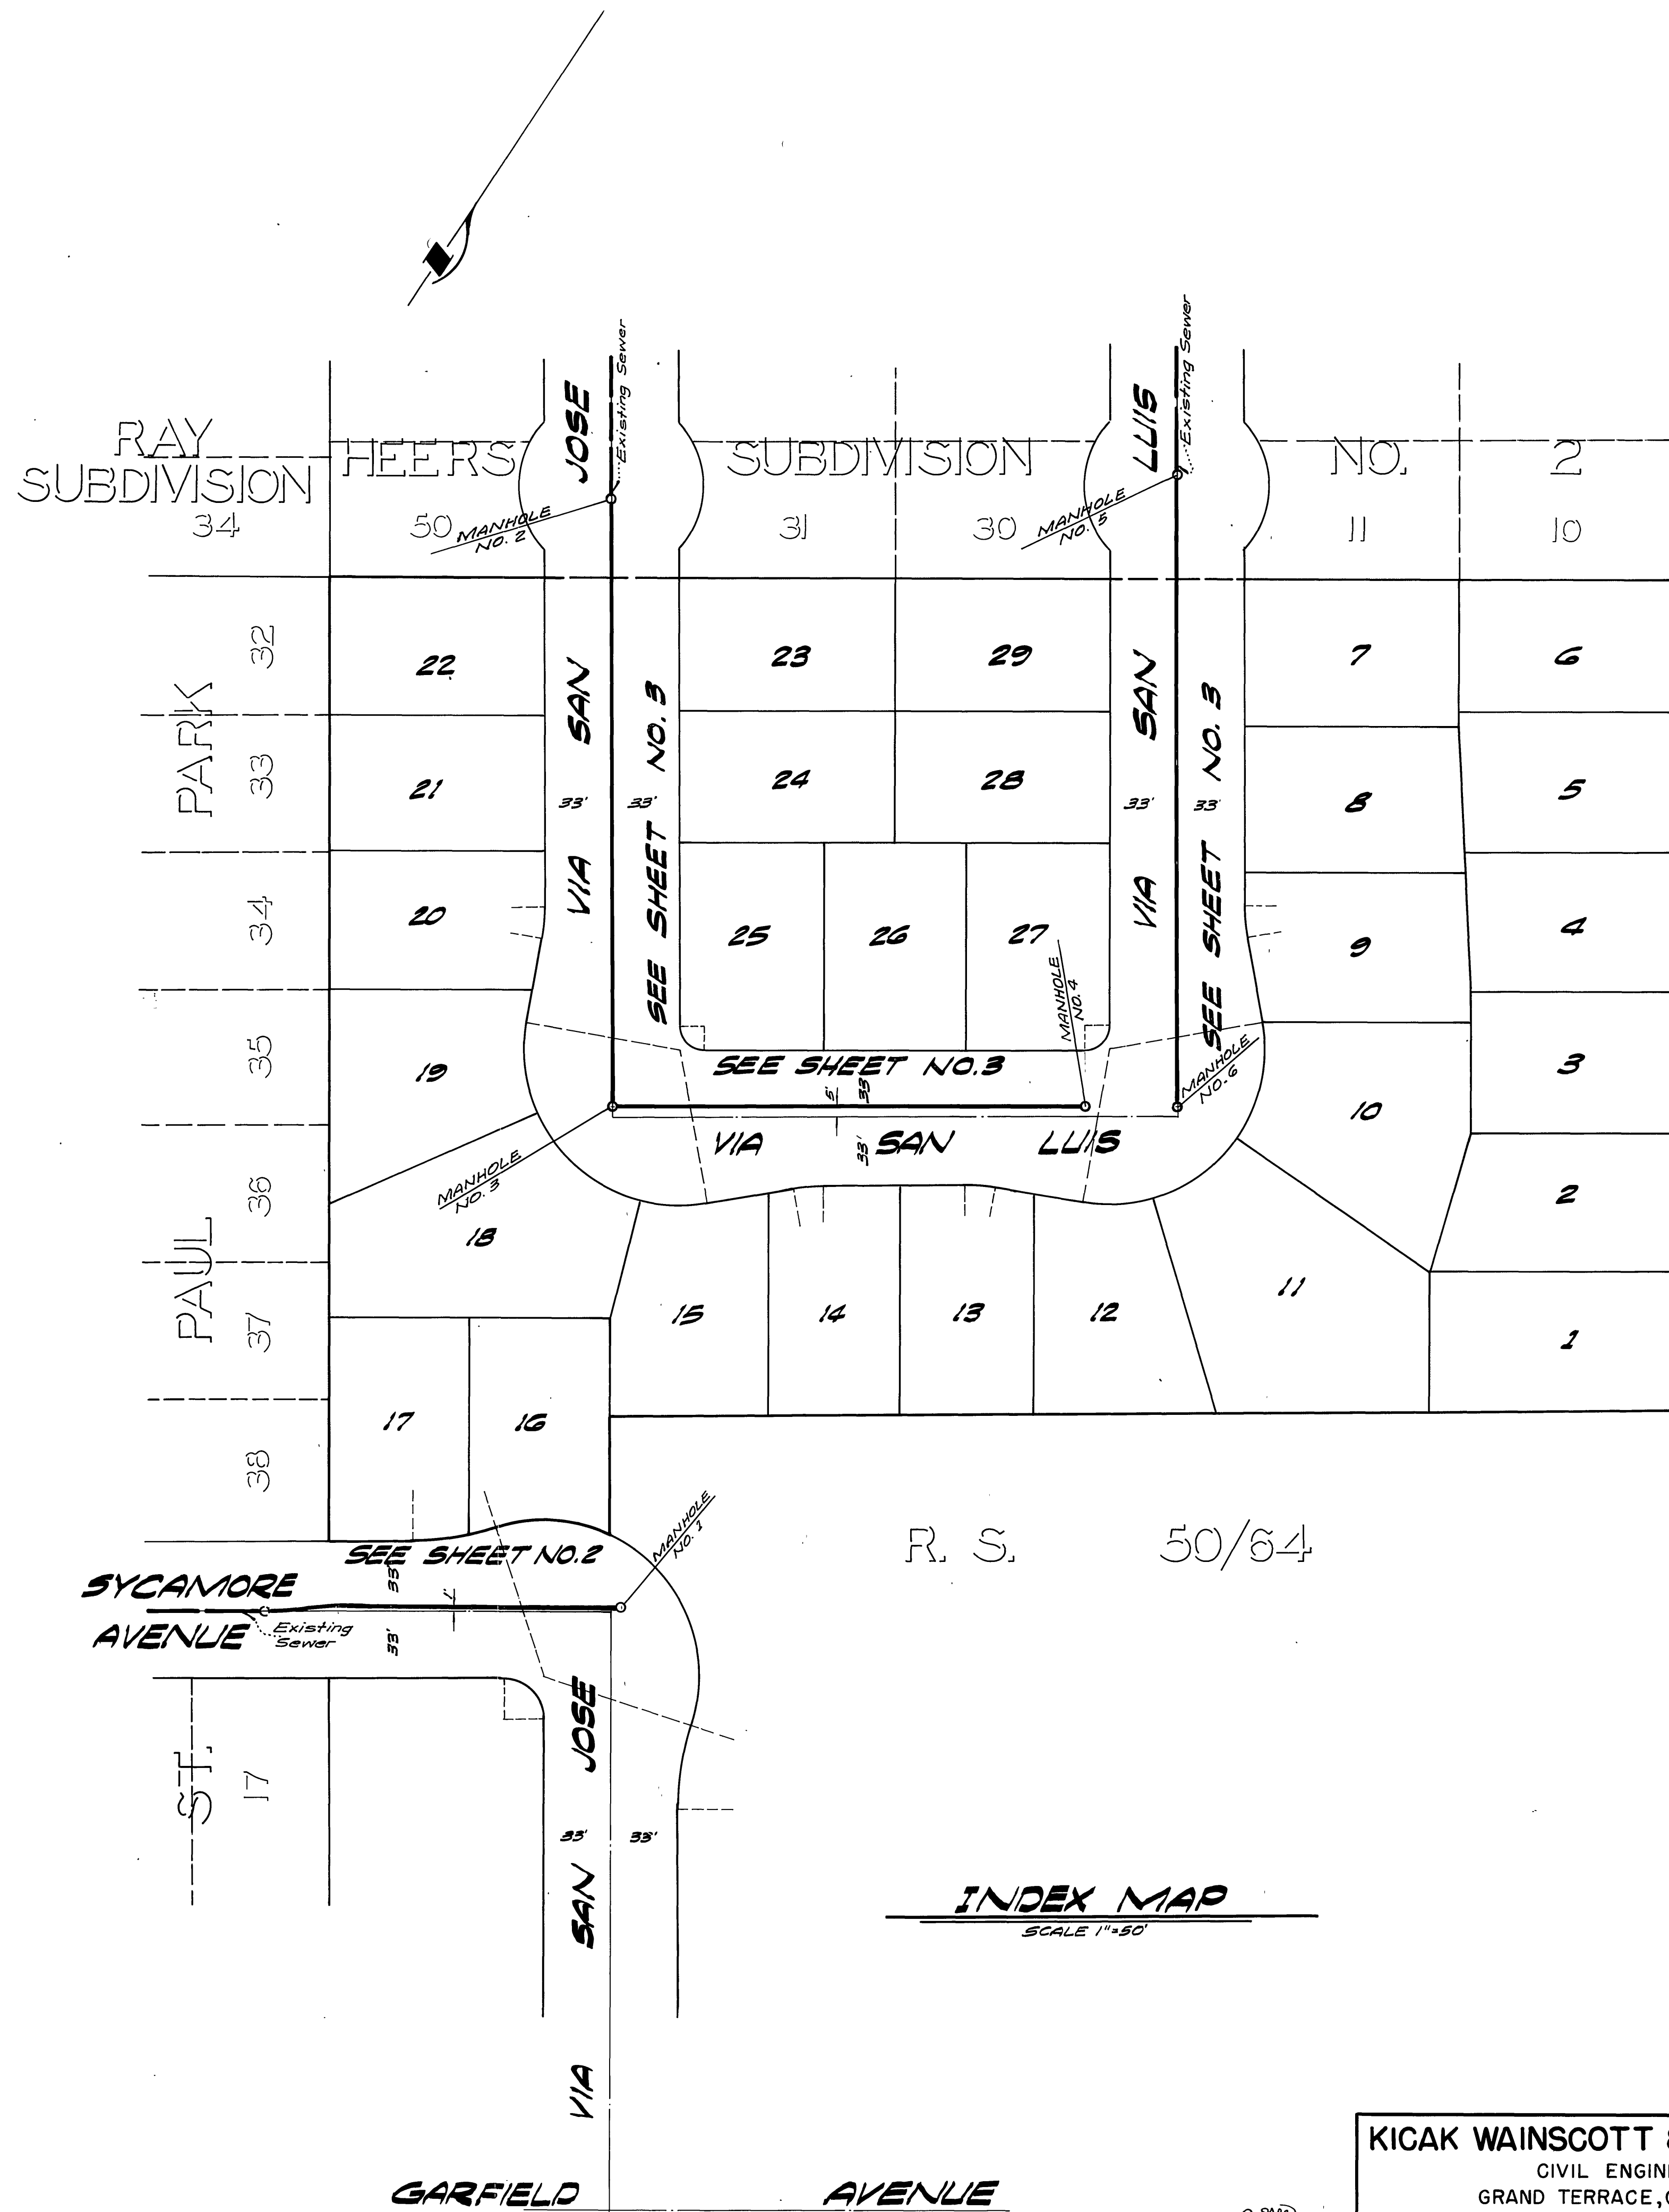 RAY
SUBDIVISION
34
HEERS
50
SUBDIVISION
31
30
NO.
2
11
10
JOSE
Existing Sewer
MANHOLE
NO. 2
LUIS
Existing Sewer
MANHOLE
NO. 5
PARK
32
33
34
35
PAUL
36
37
38
22
21
20
19
18
17
16
VIA SAN
33'
33'
SEE SHEET NO. 3
23
29
24
28
25
26
27
MANHOLE
NO. 4
VIA SAN
33'
33'
SEE SHEET NO. 3
MANHOLE
NO. 6
7
6
8
5
9
4
10
3
2
11
1
SEE SHEET NO.3
5'
33'
33'
VIA SAN LUIS
MANHOLE
NO. 3
15
14
13
12
MANHOLE
NO. 1
SEE SHEET NO.2
33'
1'
SYCAMORE
AVENUE
Existing
Sewer
33'
R. S. 50/64
ST.
17
VIA SAN JOSE
33'
33'
INDEX MAP
SCALE 1"=50'
GARFIELD AVENUE
KICAK WAINSCOTT
CIVIL
GRAND TERRACE,